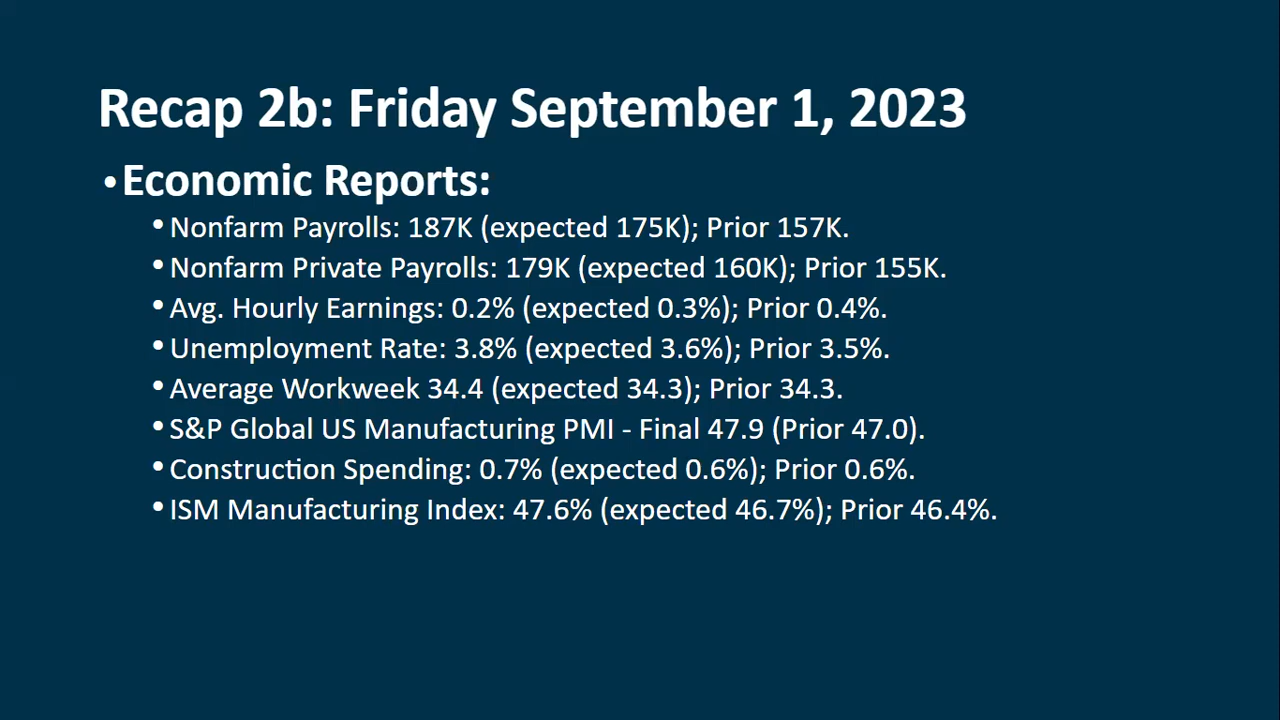 Recap 2b: Friday September 1, 2023
•Economic Reports:
•Nonfarm Payrolls: 187K (expected 175K); Prior 157K.
•Nonfarm Private Payrolls: 179K (expected 160K); Prior 155K.
•Avg. Hourly Earnings: 0.2% (expected 0.3%); Prior 0.4%.
•Unemployment Rate: 3.8% (expected 3.6%); Prior 3.5%.
•Average Workweek 34.4 (expected 34.3); Prior 34.3.
•S&P Global US Manufacturing PMI - Final 47.9 (Prior 47.0).
•Construction Spending: 0.7% (expected 0.6%); Prior 0.6%.
•ISM Manufacturing Index: 47.6% (expected 46.7%); Prior 46.4%.